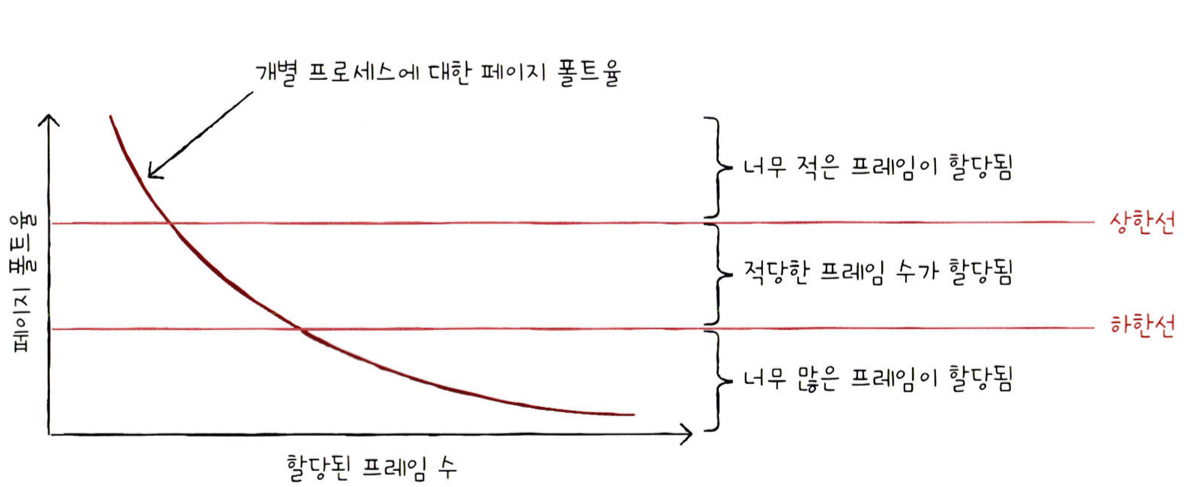 개별 프로세스에 대한 페이지 폴트율
너무 적은 프레임이 할당됨
상한선
페이지 폴트율
적당한 프레임 수가 할당됨
하한선
너무 많은 프레임이 할당됨
할당된 프레임 수